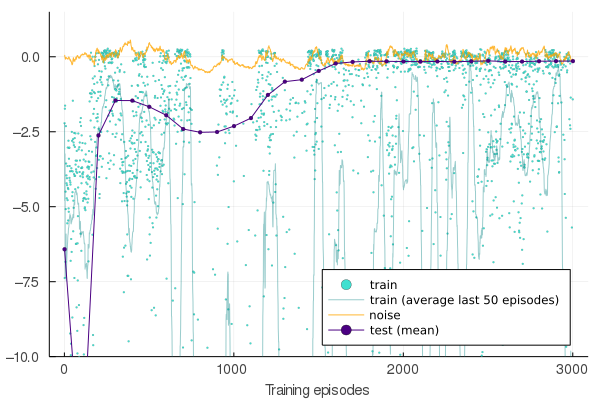 0.0
−2.5
−5.0
−7.5
−10.0
train
train (average last 50 episodes)
noise
test (mean)
0 1000 2000 3000
Training episodes